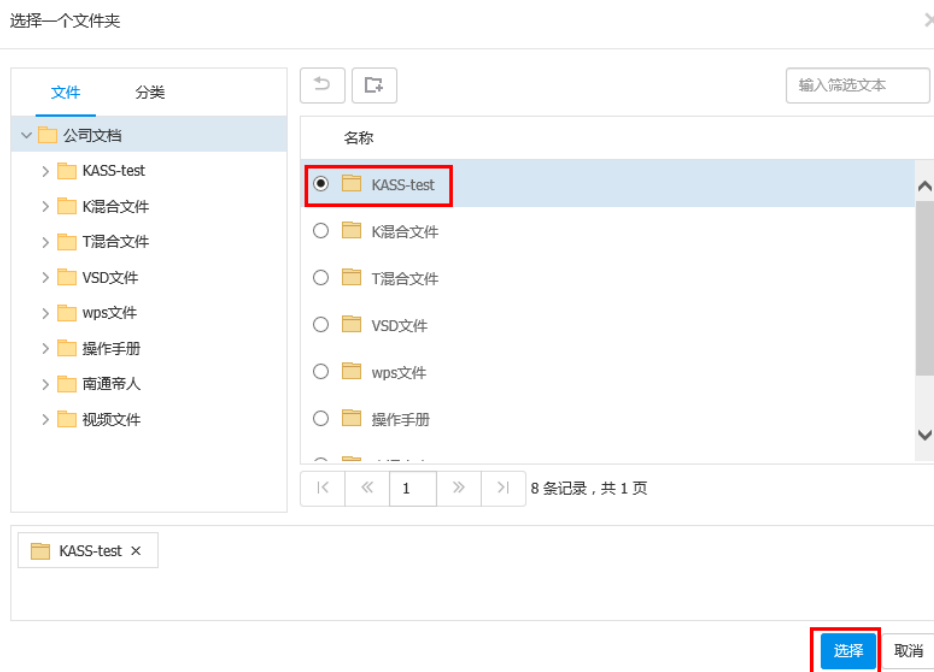 选择一个文件夹
文件 分类
公司文档
KASS-test
K混合文件
T混合文件
VSD文件
wps文件
操作手册
南通帝人
视频文件
输入筛选文本
名称
KASS-test
K混合文件
T混合文件
VSD文件
wps文件
操作手册
1
8 条记录，共 1 页
KASS-test ×
选择 取消